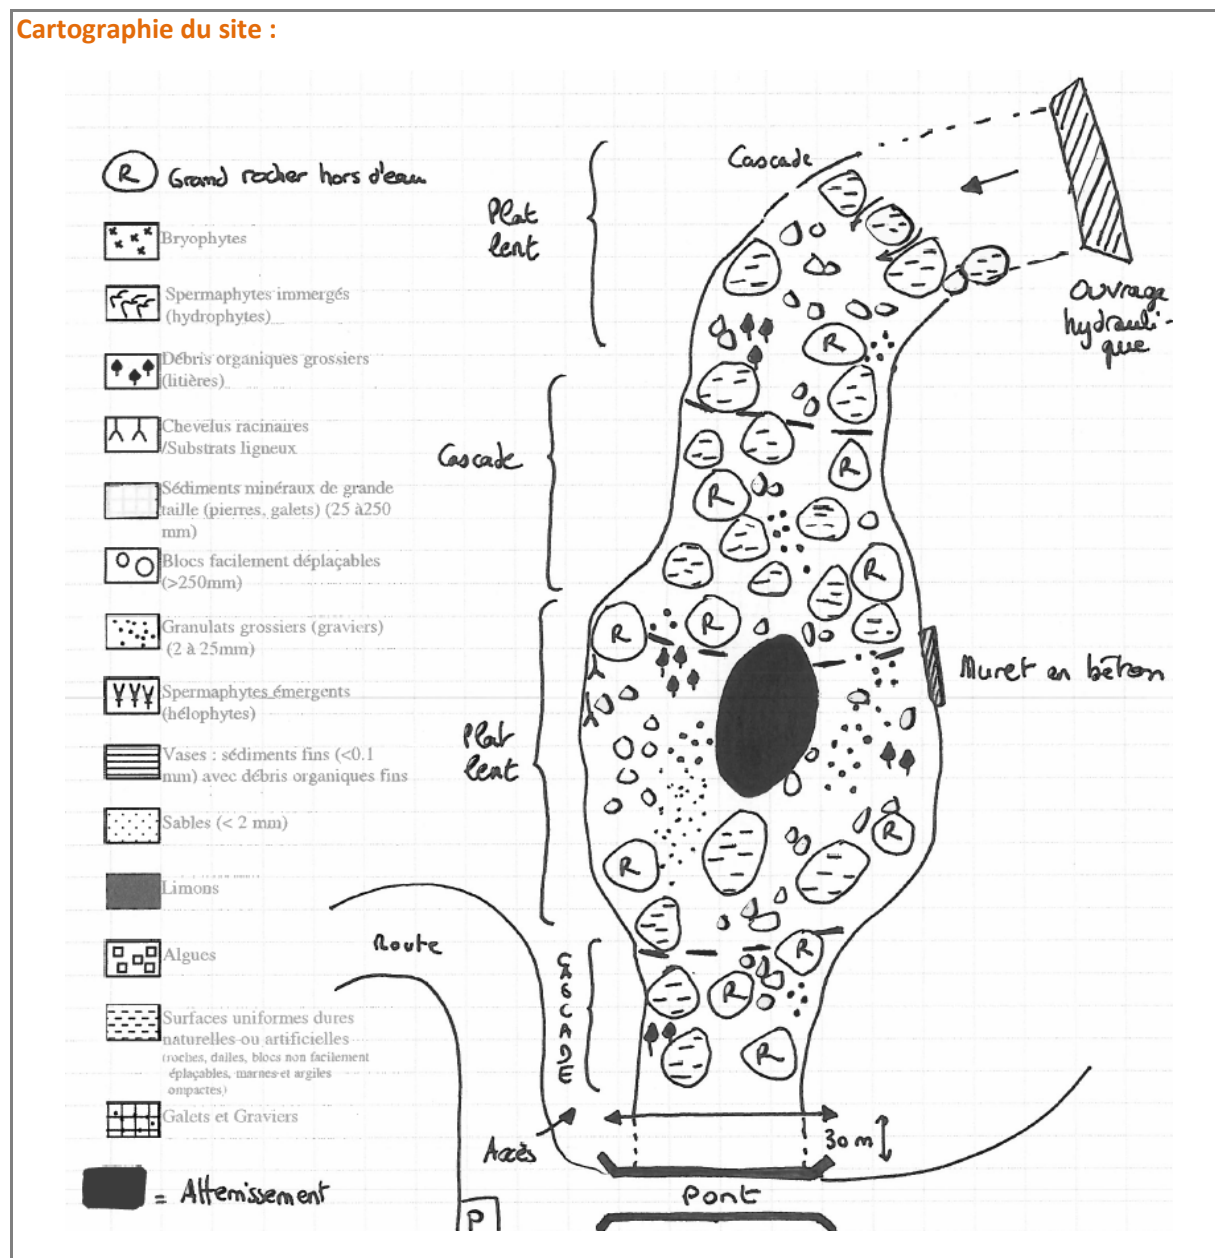 Cartographie du site :
R Grand rocher hors d'eau
Bryophytes
Spermaphytes immergés
(hydrophytes)
Débris organiques grossiers
(litières)
Chevelus racinaires
/Substrats ligneux
Sédiments minéraux de grande
taille (pierres, galets) (25 à250
mm)
Blocs facilement déplaçables
(>250mm)
Granulats grossiers (graviers)
(2 à 25mm)
Spermaphytes émergents
(hélophytes)
Vases : sédiments fins (<0.1
mm) avec débris organiques fins
Sables (< 2 mm)
Limons
Algues
Surfaces uniformes dures
naturelles ou artificielles
(roches, dalles, blocs non facilement
éplaçables, marnes et argiles
ompactes)
Galets et Graviers
= Atterrissement
Plat
lent
Cascade
Plat
lent
CASCADE
Cascade
Ouvrage
hydrauli-
que
R
R
R
R
R
R
Muret en béton
R
R
R
R
R
Route
Accès
30 m
Pont
P